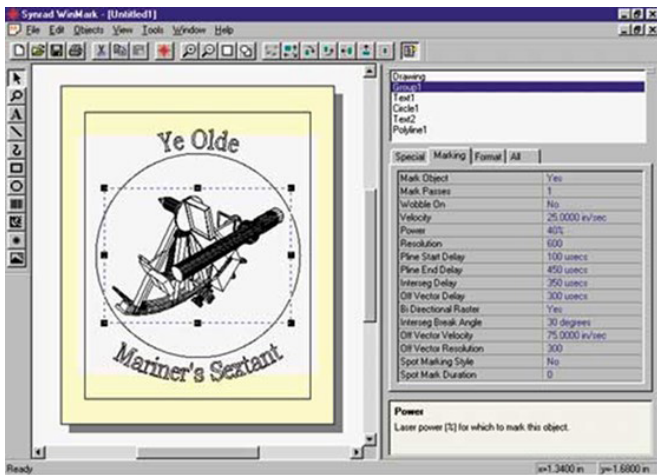 Synrad WinMark - [Untitled1]
File Edit Objects View Tools Window Help
Drawing
Group1
Text1
Circle1
Text2
Polyline1
Special Marking Format All
Mark Object Yes
Mark Passes 1
Wobble On No
Velocity 25.0000 in/sec
Power 40%
Resolution 600
Pline Start Delay 100 usecs
Pline End Delay 450 usecs
Interseg Delay 350 usecs
Off Vector Delay 300 usecs
Bi Directional Raster Yes
Interseg Break Angle 30 degrees
Off Vector Velocity 75.0000 in/sec
Off Vector Resolution 300
Spot Marking Style No
Spot Mark Duration 0
Ye Olde
Mariner's Sextant
Power
Laser power (%) for which to mark this object.
Ready x=1.3400 in y=-1.6800 in